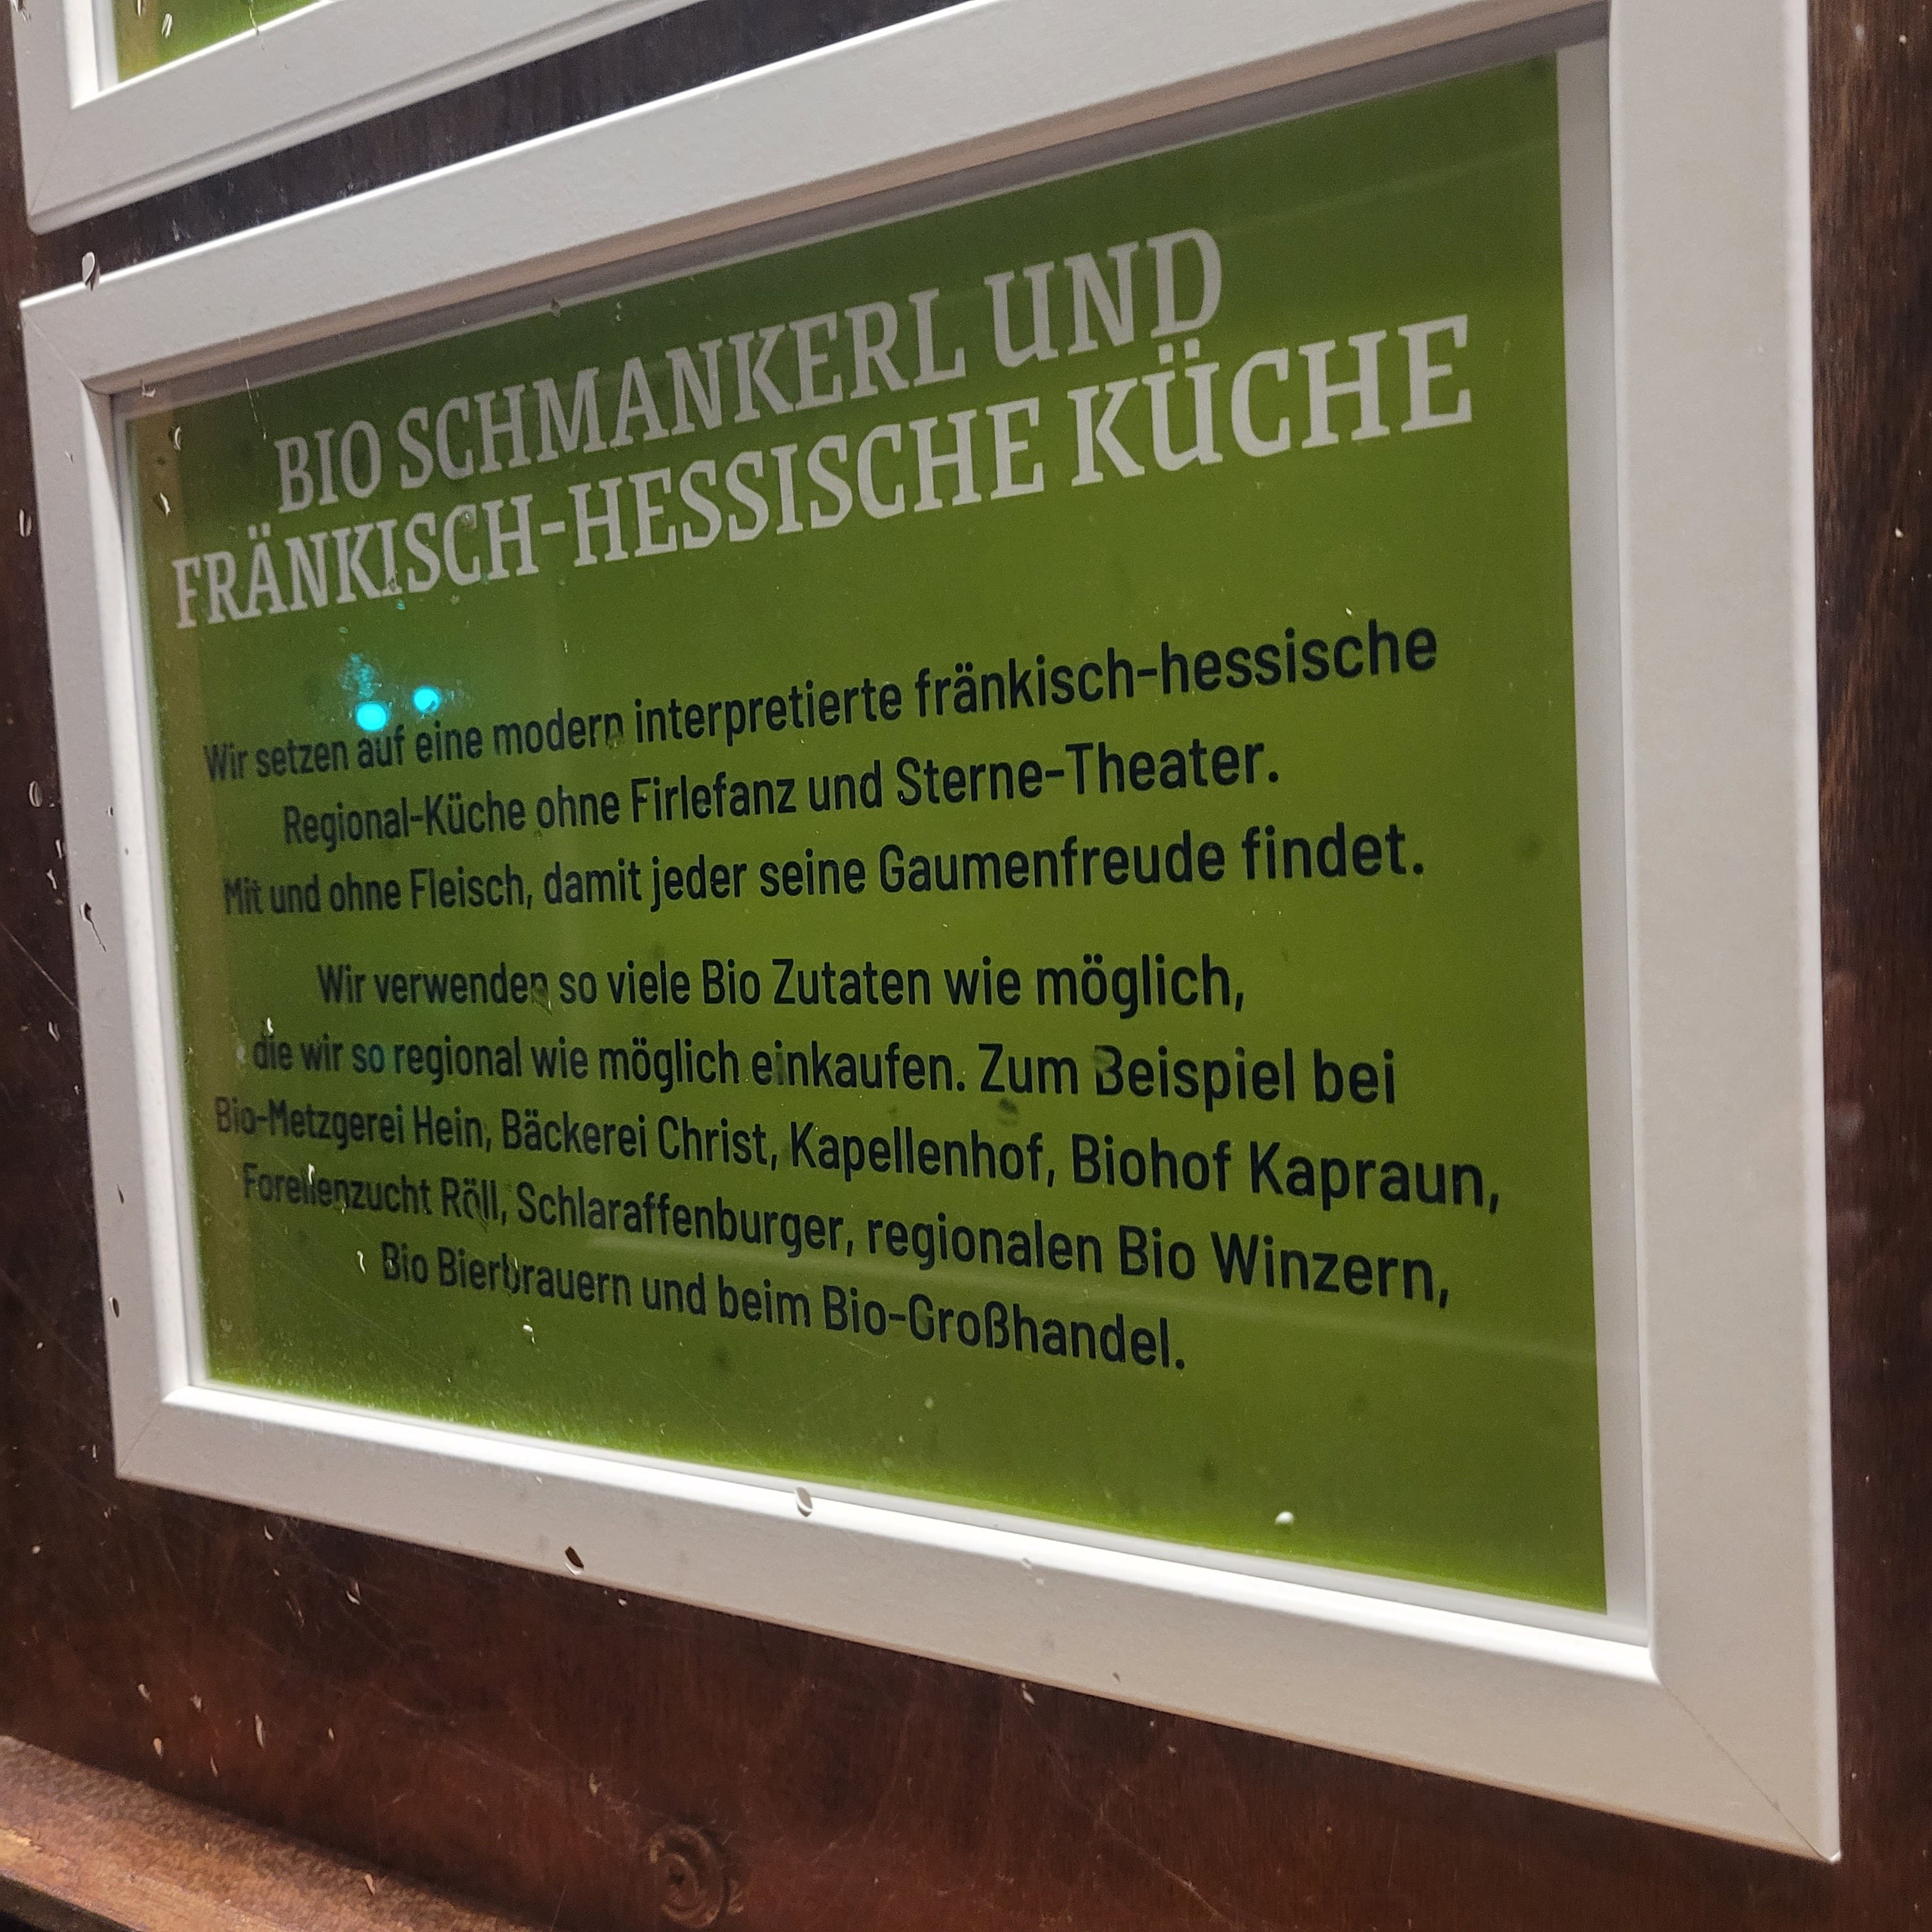 BIO SCHMANKERL UND
FRÄNKISCH-HESSISCHE KÜCHE
Wir setzen auf eine modern interpretierte fränkisch-hessische
Regional-Küche ohne Firlefanz und Sterne-Theater.
Mit und ohne Fleisch, damit jeder seine Gaumenfreude findet.
Wir verwenden so viele Bio Zutaten wie möglich,
die wir so regional wie möglich einkaufen. Zum Beispiel bei
Bio-Metzgerei Hein, Bäckerei Christ, Kapellenhof, Biohof Kapraun,
Forellenzucht Röll, Schlaraffenburger, regionalen Bio Winzern,
Bio Bierbrauern und beim Bio-Großhandel.